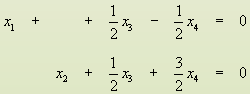 x₁ + + 1/2 x₃ − 1/2 x₄ = 0
x₂ + 1/2 x₃ + 3/2 x₄ = 0